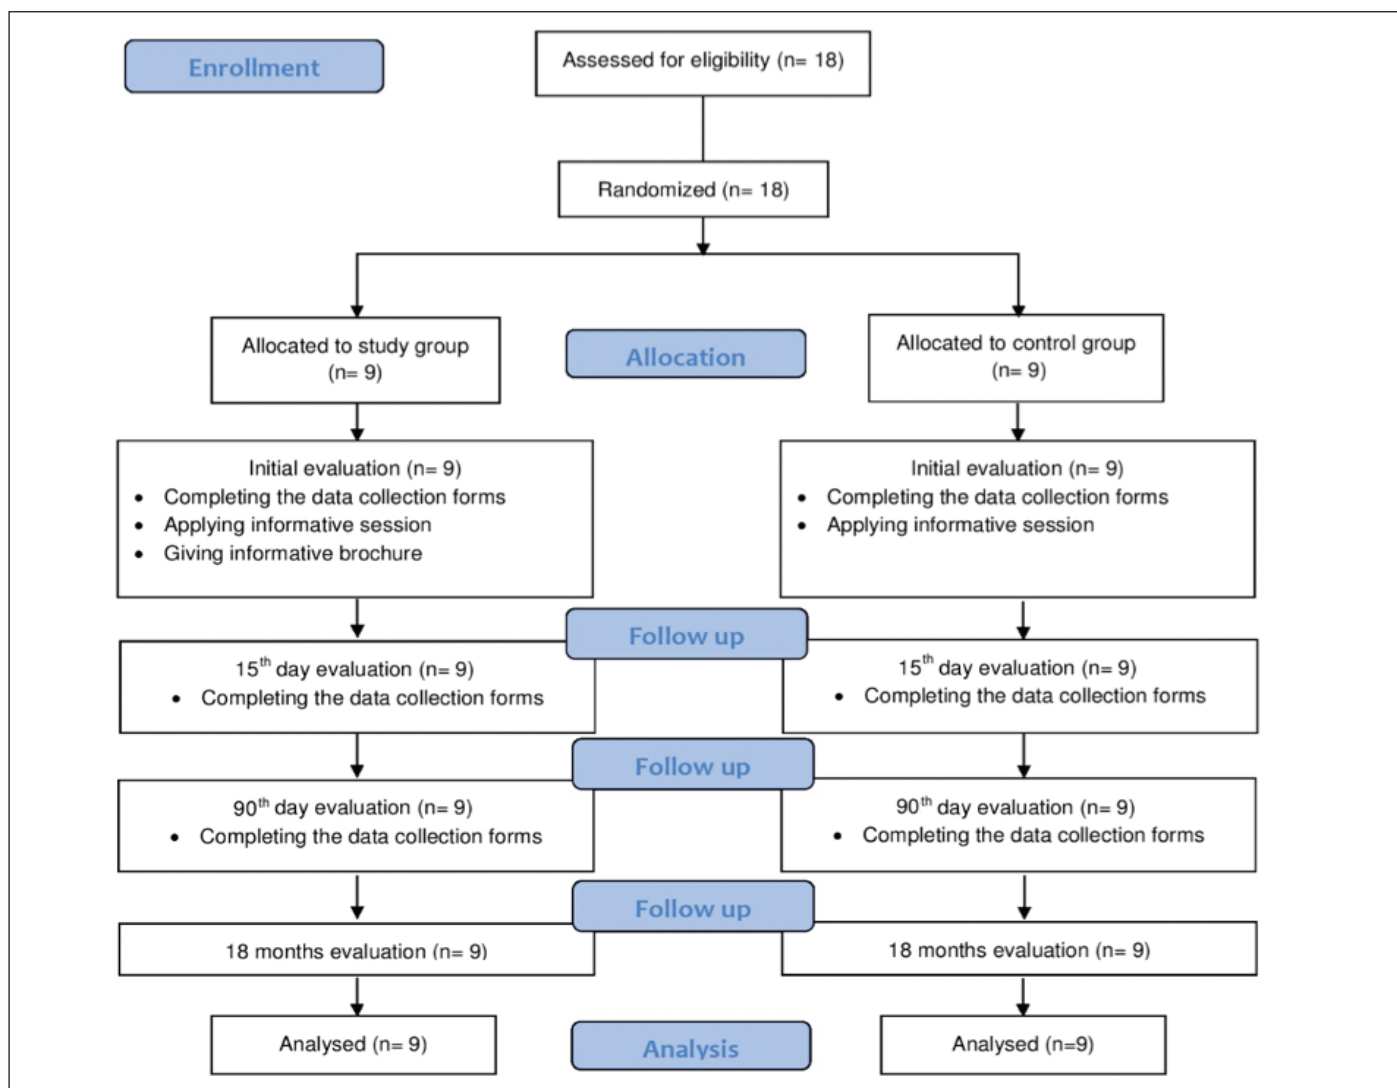 Enrollment
Assessed for eligibility (n= 18)
Randomized (n= 18)
Allocated to study group
(n= 9)
Allocation
Allocated to control group
(n= 9)
Initial evaluation (n= 9)
• Completing the data collection forms
• Applying informative session
• Giving informative brochure
Initial evaluation (n= 9)
• Completing the data collection forms
• Applying informative session
Follow up
15th day evaluation (n= 9)
• Completing the data collection forms
15th day evaluation (n= 9)
• Completing the data collection forms
Follow up
90th day evaluation (n= 9)
• Completing the data collection forms
90th day evaluation (n= 9)
• Completing the data collection forms
Follow up
18 months evaluation (n= 9)
18 months evaluation (n= 9)
Analysed (n= 9)
Analysis
Analysed (n=9)